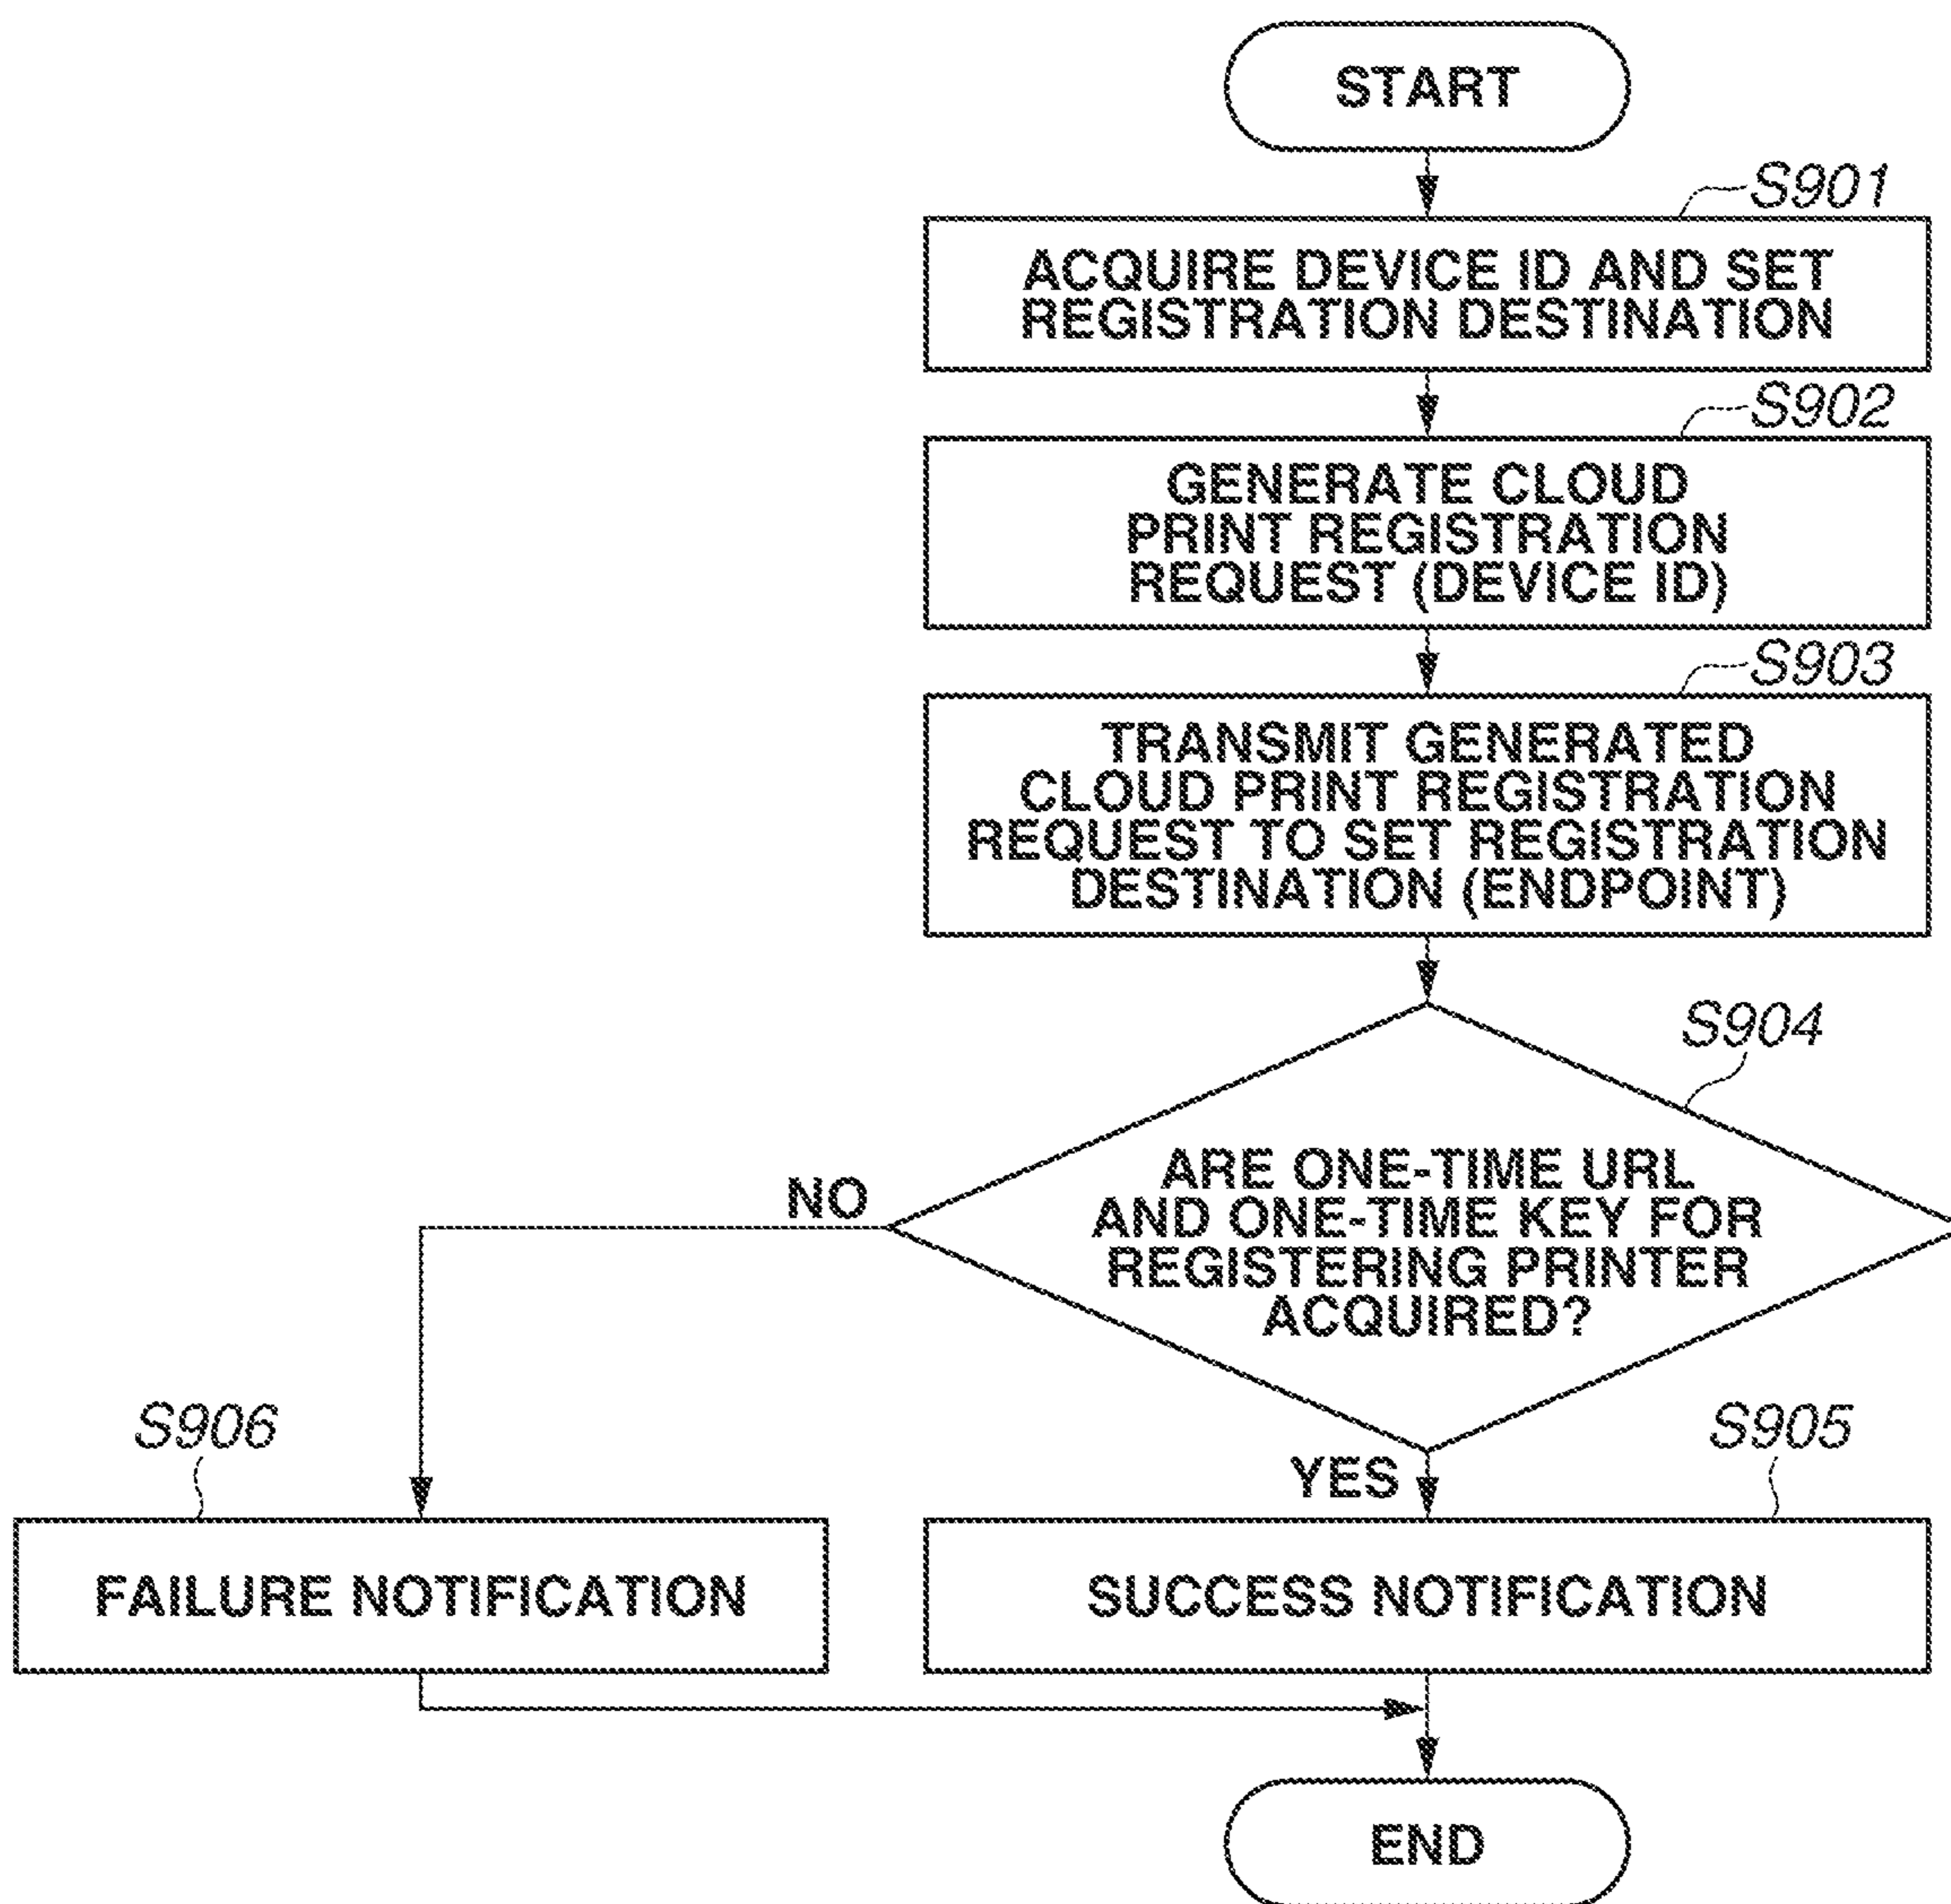 START
S901
ACQUIRE DEVICE ID AND SET
REGISTRATION DESTINATION
S902
GENERATE CLOUD
PRINT REGISTRATION
REQUEST (DEVICE ID)
S903
TRANSMIT GENERATED
CLOUD PRINT REGISTRATION
REQUEST TO SET REGISTRATION
DESTINATION (ENDPOINT)
S904
ARE ONE-TIME URL
AND ONE-TIME KEY FOR
REGISTERING PRINTER
ACQUIRED?
NO
YES
S906
FAILURE NOTIFICATION
S905
SUCCESS NOTIFICATION
END